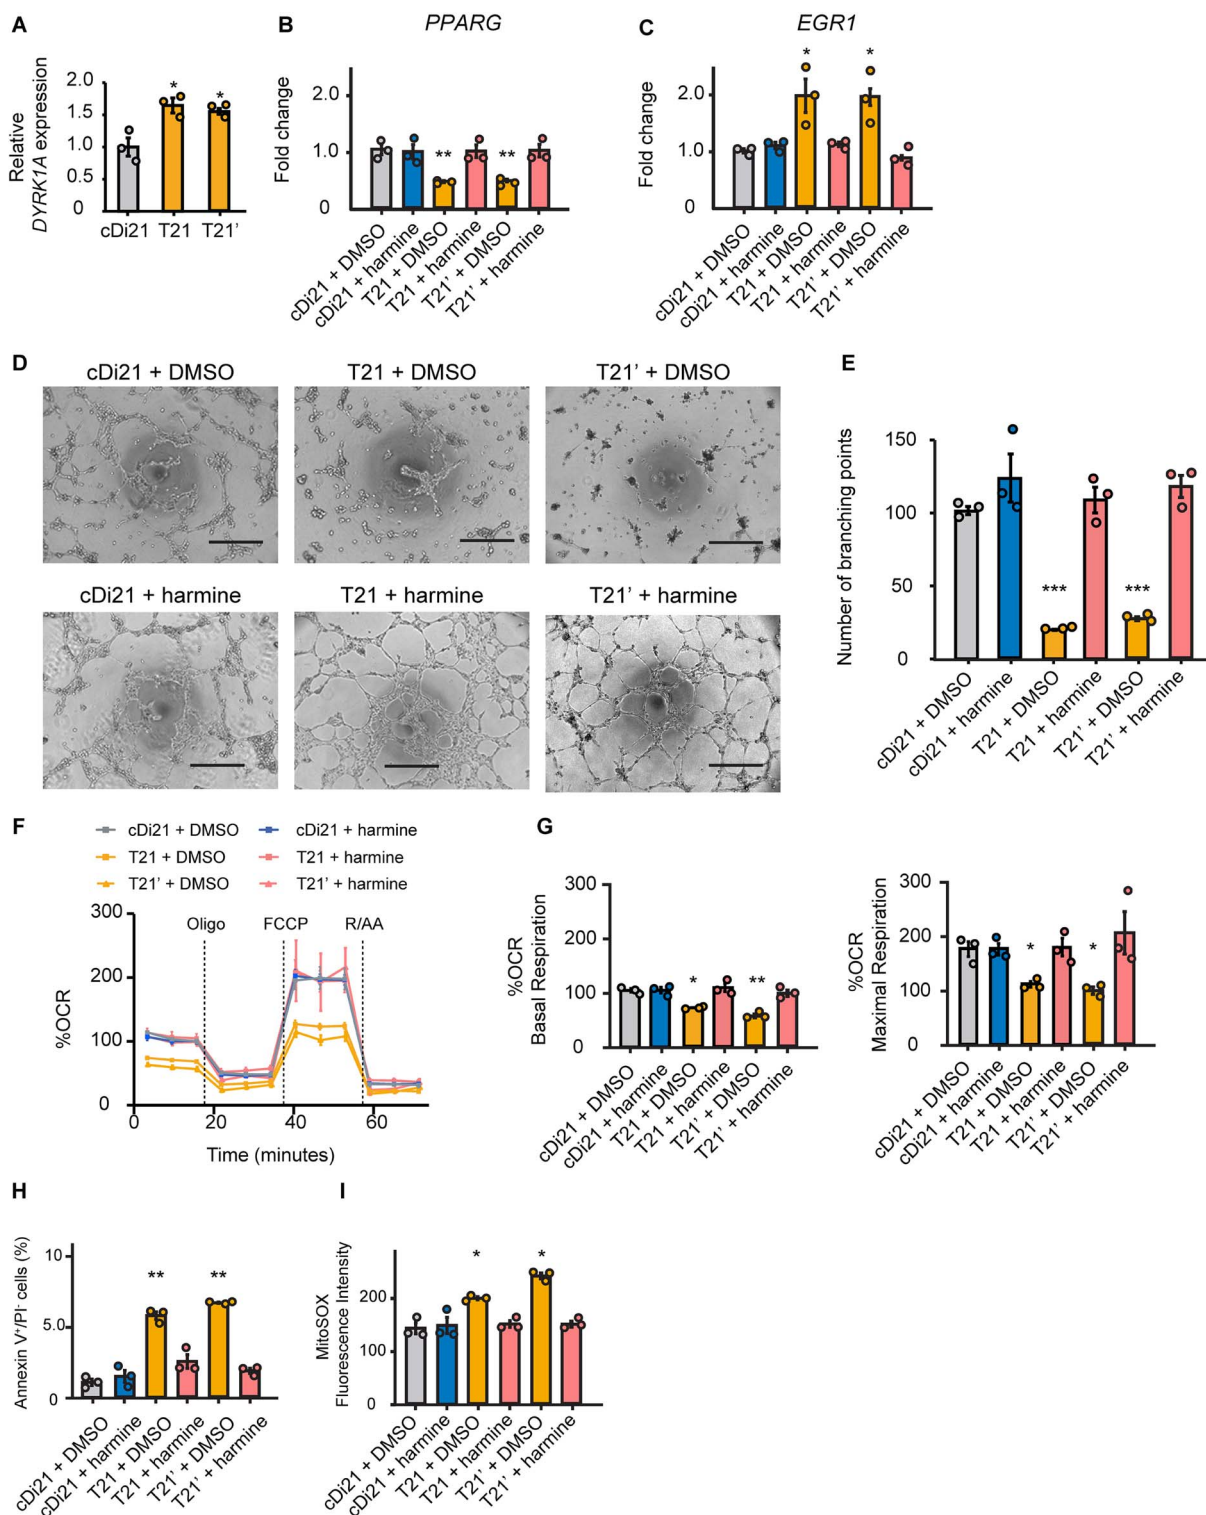 A
Relative
DYRK1A expression
2.0
1.5
1.0
0.5
0
*
*
cDi21
T21
T21’
B
PPARG
Fold change
2.0
1.0
0
**
**
cDi21 + DMSO
cDi21 + harmine
T21 + DMSO
T21 + harmine
T21’ + DMSO
T21’ + harmine
C
EGR1
Fold change
2.0
1.0
0
*
*
cDi21 + DMSO
cDi21 + harmine
T21 + DMSO
T21 + harmine
T21’ + DMSO
T21’ + harmine
D
cDi21 + DMSO
T21 + DMSO
T21’ + DMSO
cDi21 + harmine
T21 + harmine
T21’ + harmine
E
Number of branching points
150
100
50
0
***
***
cDi21 + DMSO
cDi21 + harmine
T21 + DMSO
T21 + harmine
T21’ + DMSO
T21’ + harmine
F
cDi21 + DMSO
cDi21 + harmine
T21 + DMSO
T21 + harmine
T21’ + DMSO
T21’ + harmine
%OCR
300
200
100
0
Oligo
FCCP
R/AA
0
20
40
60
Time (minutes)
G
%OCR
Basal Respiration
300
200
100
0
*
**
cDi21 + DMSO
cDi21 + harmine
T21 + DMSO
T21 + harmine
T21’ + DMSO
T21’ + harmine
%OCR
Maximal Respiration
300
200
100
0
*
*
cDi21 + DMSO
cDi21 + harmine
T21 + DMSO
T21 + harmine
T21’ + DMSO
T21’ + harmine
H
Annexin V⁺/PI⁻ cells (%)
10
5.0
0
**
**
cDi21 + DMSO
cDi21 + harmine
T21 + DMSO
T21 + harmine
T21’ + DMSO
T21’ + harmine
I
MitoSOX
Fluorescence Intensity
200
100
0
*
*
cDi21 + DMSO
cDi21 + harmine
T21 + DMSO
T21 + harmine
T21’ + DMSO
T21’ + harmine